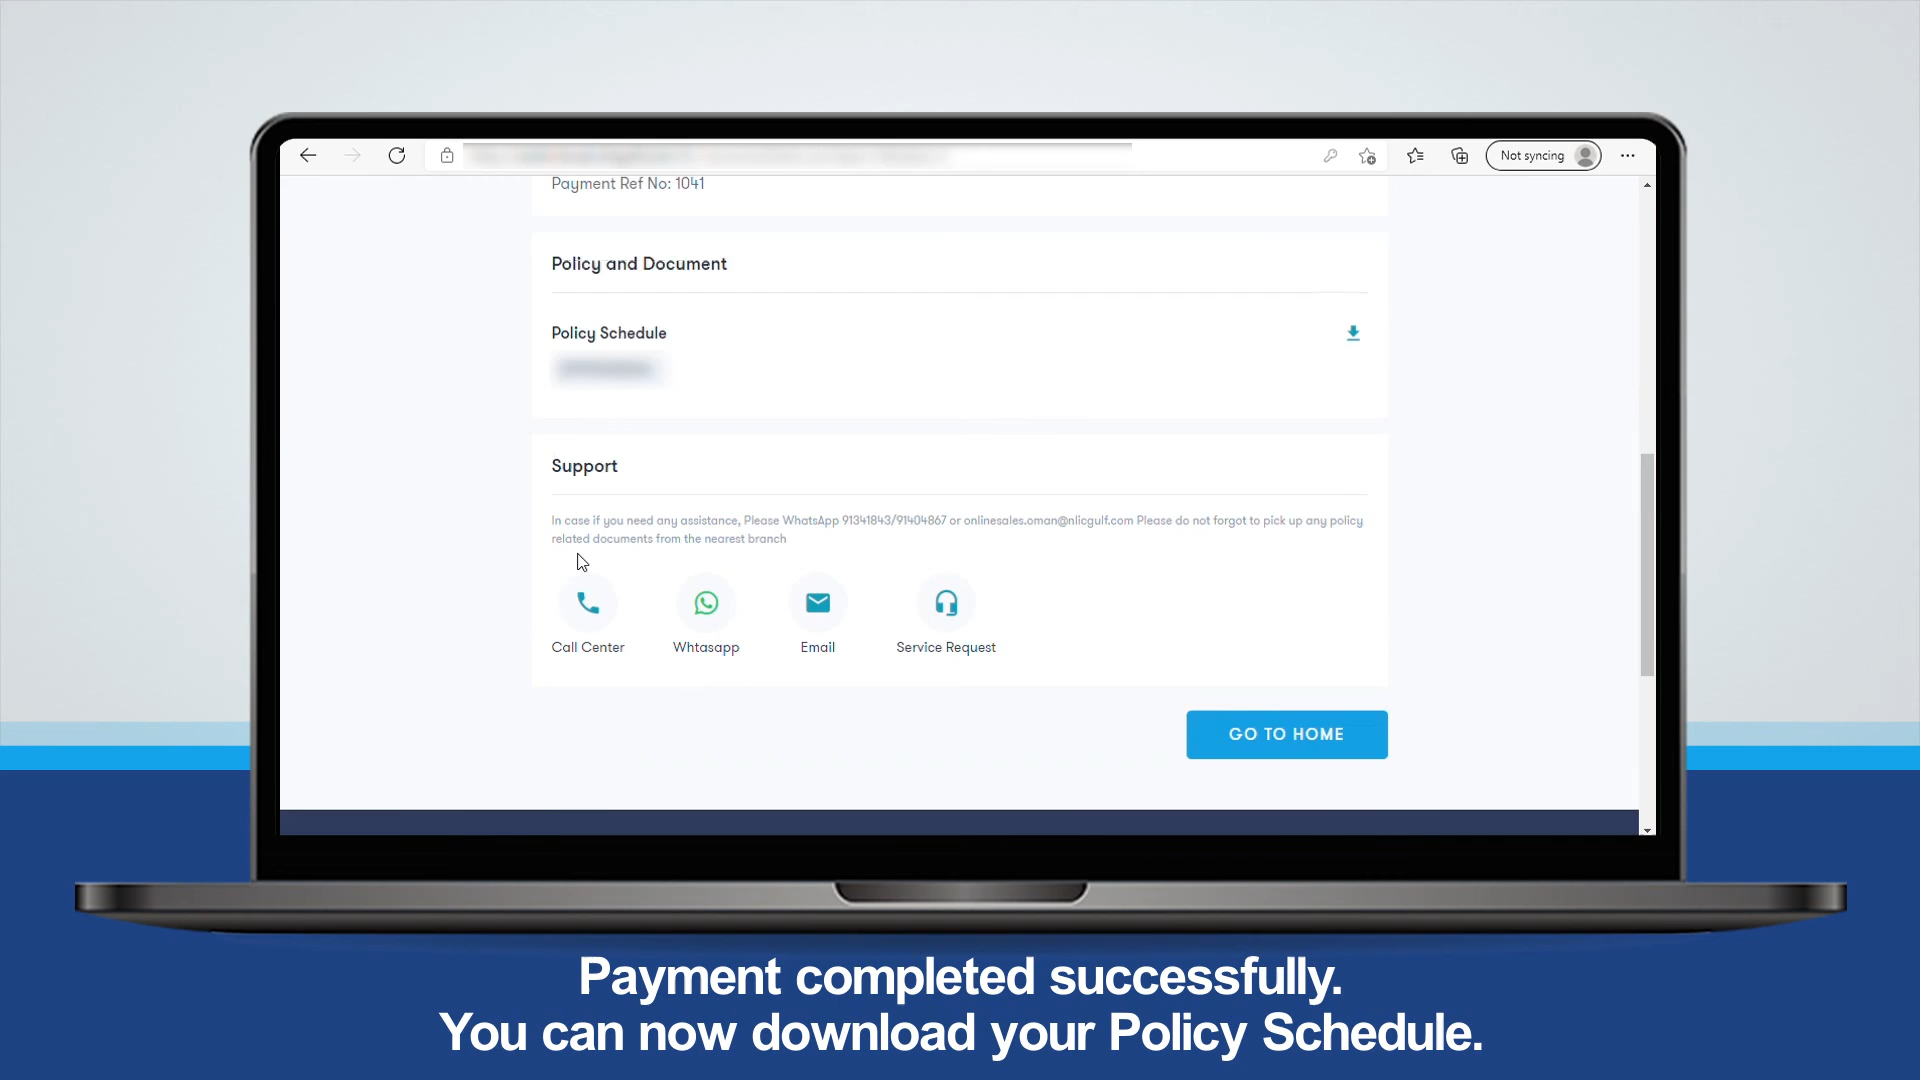 Not syncing
Payment Ref No: 1041
Policy and Document
Policy Schedule
Support
In case if you need any assistance, Please WhatsApp 91341843/91404867 or onlinesales.oman@nlicgulf.com Please do not forgot to pick up any policy
related documents from the nearest branch
Call Center
Whtasapp
Email
Service Request
GO TO HOME
Payment completed successfully.
You can now download your Policy Schedule.